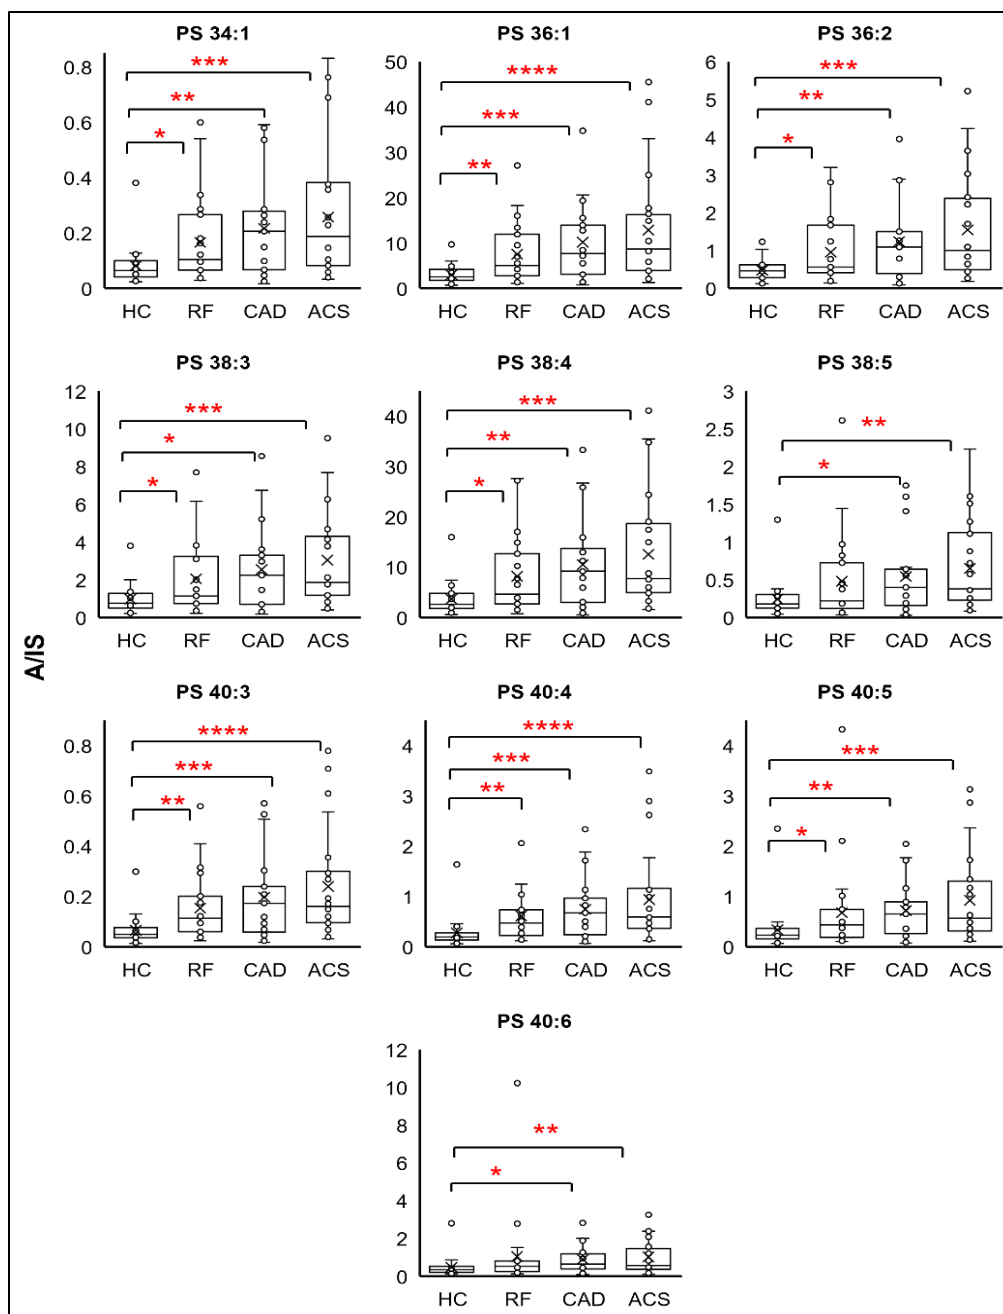 PS 34:1 PS 36:1 PS 36:2
0.8 *** 50 **** 6 ***
** 40 *** 5 **
0.6 * 30 ** 4 *
0.4 20 3
0.2 10 2
1
0 0 0
HC RF CAD ACS HC RF CAD ACS HC RF CAD ACS
PS 38:3 PS 38:4 PS 38:5
12 *** 40 *** 3 **
10 * 30 ** 2.5 *
8 * 20 * 2
6 10 1.5
4 1
2 0.5
0 0 0
HC RF CAD ACS HC RF CAD ACS HC RF CAD ACS
A/IS
PS 40:3 PS 40:4 PS 40:5
0.8 **** 4 **** 4 ***
0.6 *** 3 *** 3 **
0.4 ** 2 ** 2 *
0.2 1 1
0 0 0
HC RF CAD ACS HC RF CAD ACS HC RF CAD ACS
PS 40:6
12
10
8 **
6 *
4
2
0
HC RF CAD ACS